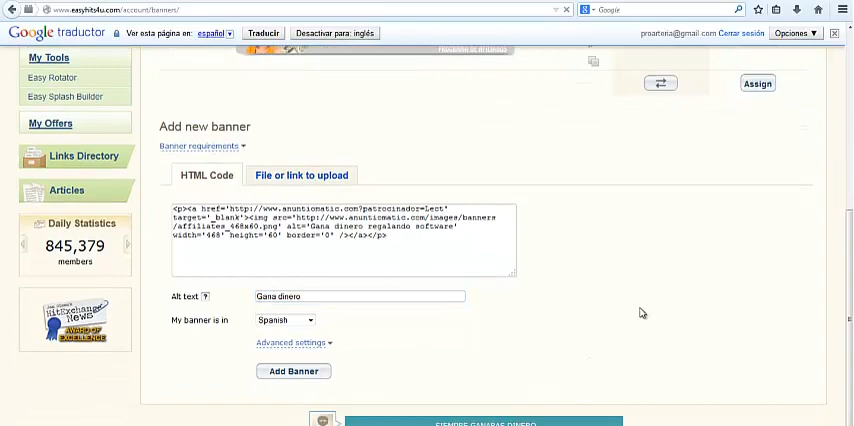 www.easyhits4u.com/account/banners/
Google
Google traductor
Ver esta página en: español
Traducir
Desactivar para: inglés
proarteria@gmail.com Cerrar sesión
Opciones ▼
PROGRAMA DE AFILIADOS
My Tools
Easy Rotator
Easy Splash Builder
My Offers
Links Directory
Articles
Daily Statistics
845,379
members
HitExchange
News
AWARD OF
EXCELLENCE
Assign
Add new banner
Banner requirements
HTML Code
File or link to upload
<p><a href='http://www.anuntiomatic.com?patrocinador=Lect'
target='_blank'><img src='http://www.anuntiomatic.com/images/banners
/affiliates_468x60.png' alt='Gana dinero regalando software'
width='468' height='60' border='0' /></a></p>
Alt text ?
Gana dinero
My banner is in
Spanish
Advanced settings
Add Banner
SIEMPRE GANARAS DINERO